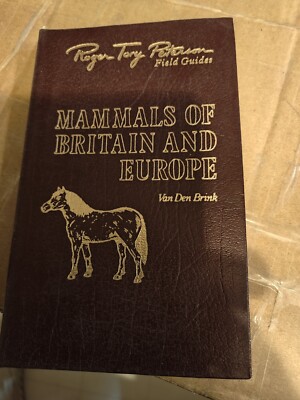 Roger Tory Peterson
Field Guides
MAMMALS OF
BRITAIN AND
EUROPE
Van Den Brink